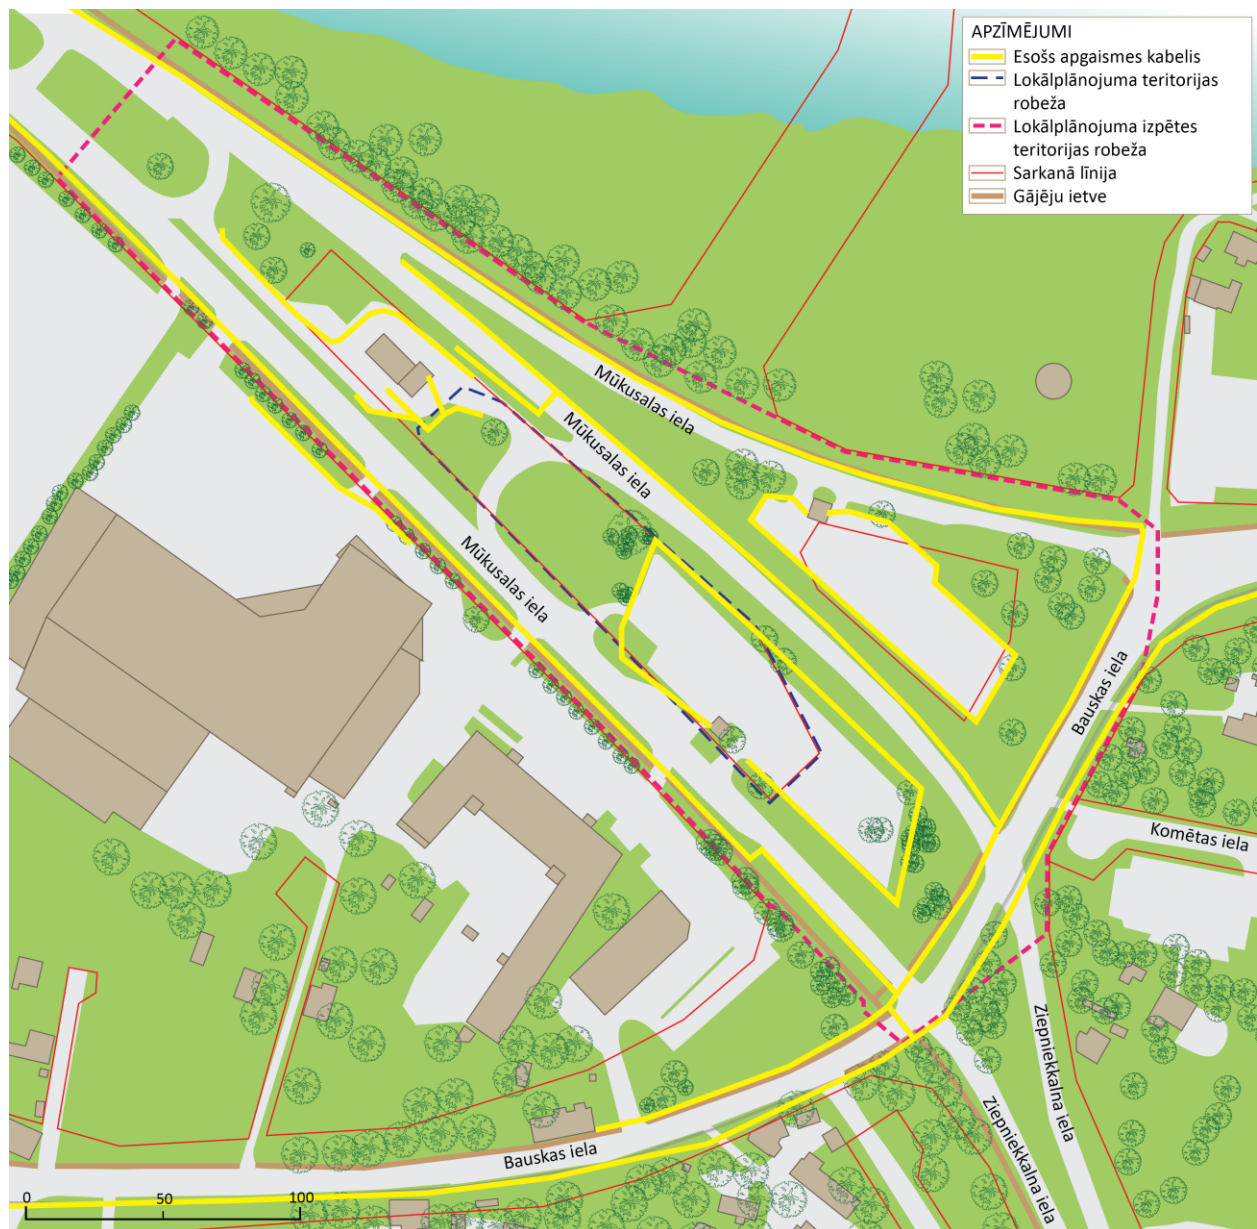 APZĪMĒJUMI
Esošs apgaismes kabelis
Lokālplānojuma teritorijas
robeža
Lokālplānojuma izpētes
teritorijas robeža
Sarkanā līnija
Gājēju ietve
Mūkusalas iela
Mūkusalas iela
Mūkusalas iela
Bauskas iela
Komētas iela
Ziepniekkalna iela
Ziepniekkalna iela
Bauskas iela
0 50 100